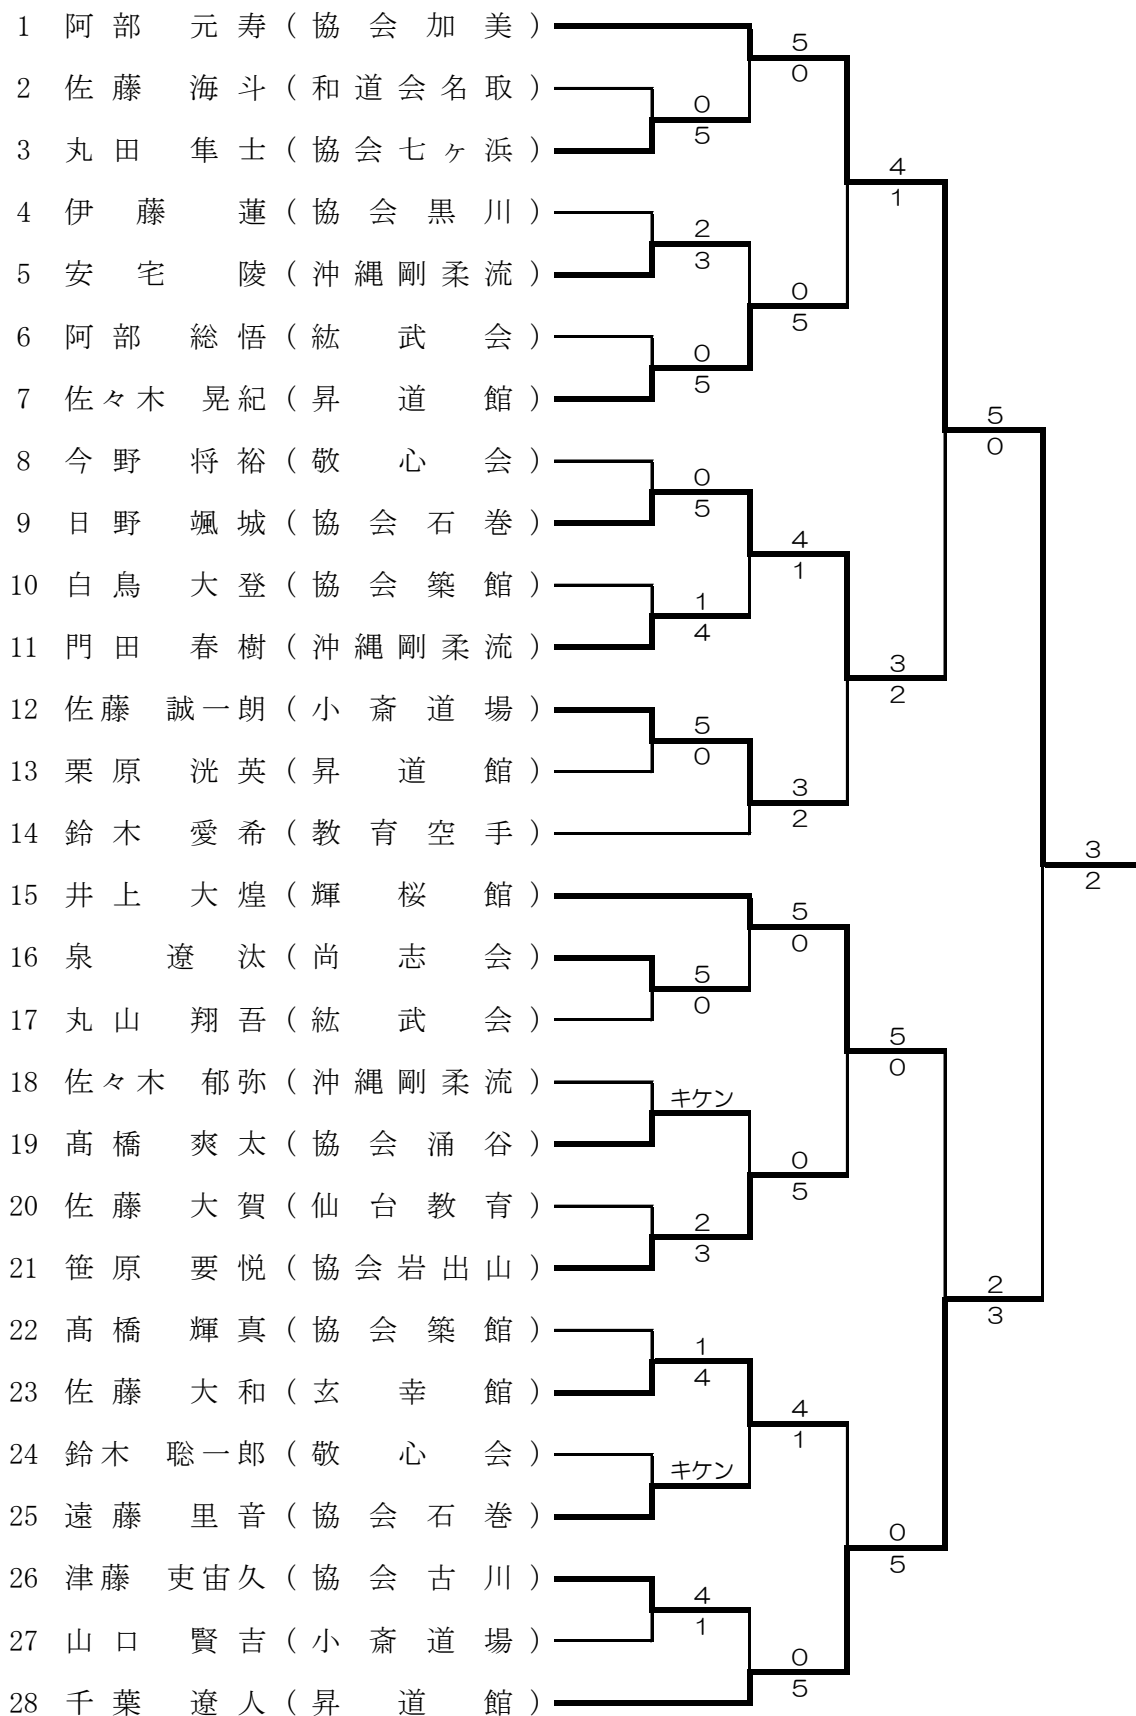 1 阿部 元寿(協会加美)
5
0
2 佐藤 海斗(和道会名取)
0
5
3 丸田 隼士(協会七ヶ浜)
4
1
4 伊藤 蓮(協会黒川)
2
3
5 安宅 陵(沖縄剛柔流)
0
5
6 阿部 総悟(紘武会)
0
5
7 佐々木 晃紀(昇道館)
5
0
8 今野 将裕(敬心会)
0
5
9 日野 颯城(協会石巻)
4
1
10 白鳥 大登(協会築館)
1
4
11 門田 春樹(沖縄剛柔流)
3
2
12 佐藤 誠一朗(小斎道場)
5
0
13 栗原 洸英(昇道館)
3
2
14 鈴木 愛希(教育空手)
3
2
15 井上 大煌(輝桜館)
5
0
16 泉 遼汰(尚志会)
5
0
17 丸山 翔吾(紘武会)
5
0
18 佐々木 郁弥(沖縄剛柔流)
キケン
19 髙橋 爽太(協会涌谷)
0
5
20 佐藤 大賀(仙台教育)
2
3
21 笹原 要悦(協会岩出山)
2
3
22 髙橋 輝真(協会築館)
1
4
23 佐藤 大和(玄幸館)
4
1
24 鈴木 聡一郎(敬心会)
キケン
25 遠藤 里音(協会石巻)
0
5
26 津藤 吏宙久(協会古川)
4
1
27 山口 賢吉(小斎道場)
0
5
28 千葉 遼人(昇道館)